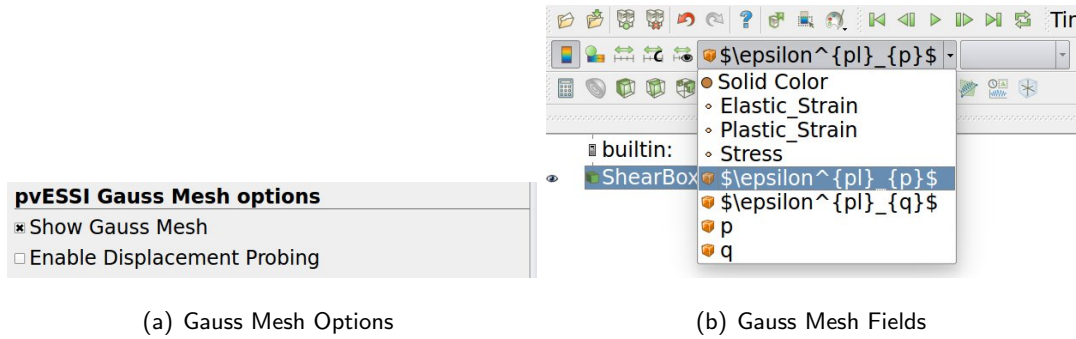 Tir
$\epsilon^{pl}_{p}$
Solid Color
Elastic_Strain
Plastic_Strain
Stress
builtin:
ShearBox
$\epsilon^{pl}_{p}$
$\epsilon^{pl}_{q}$
p
q
pvESSI Gauss Mesh options
Show Gauss Mesh
Enable Displacement Probing
(a) Gauss Mesh Options
(b) Gauss Mesh Fields